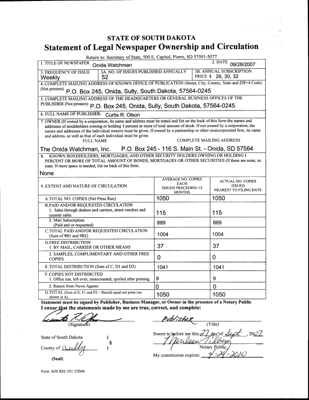 STATE OF SOUTH DAKOTA
Statement of Legal Newspaper Ownership and Circulation
Return to: Secretary of State, 500 E. Capitol, Pierre, SD 57501-5077
1. TITLE OF NEWSPAPER Onida Watchman 2. DATE 09/28/2007
3. FREQUENCY OF ISSUE 3A. NO. OF ISSUES PUBLISHED ANNUALLY 3B. ANNUAL SUBSCRIPTION
Weekly 52 PRICE $ 26, 30, 32
4. COMPLETE MAILING ADDRESS OF KNOWN OFFICE OF PUBLICATION (Street, City, County, State and ZIP+4 Code)
(Not printer) P.O. Box 245, Onida, Sully, South Dakota, 57564-0245
5. COMPLETE MAILING ADDRESS OF THE HEADQUARTERS OR GENERAL BUSINESS OFFICE OF THE
PUBLISHER (Not printer) P.O. Box 245, Onida, Sully, South Dakota, 57564-0245
6. FULL NAME OF PUBLISHER: Curtis R. Olson
7. OWNER (If owned by a corporation, its name and address must be stated and list on the back of this form the names and
addresses of stockholders owning or holding 1 percent or more of total amount of stock. If not owned by a corporation, the
names and addresses of the individual owners must be given. If owned by a partnership or other unincorporated firm, its name
and address, as well as that of each individual must be given.
FULL NAME COMPLETE MAILING ADDRESS
The Onida Watchman, Inc. P.O. Box 245 - 116 S. Main St. - Onida, SD 57564
8. KNOWN BONDHOLDERS, MORTGAGES, AND OTHER SECURITY HOLDERS OWNING OR HOLDING 1
PERCENT OR MORE OF TOTAL AMOUNT OF BONDS, MORTGAGES OR OTHER SECURITIES (If there are none, so
state. If more space is needed, list on back of this form.
None
9. EXTENT AND NATURE OF CIRCULATION
AVERAGE NO. COPIES
EACH
ISSUES PRECEDING 12
MONTHS
ACTUAL NO. COPIES
ISSUED
NEAREST TO FILING DATE
A. TOTAL NO. COPIES (Net Press Run) 1050 1050
B. PAID AND/OR REQUESTED CIRCULATION
1. Sales through dealers and carriers, street vendors and
counter sales. 115 115
2. Mail Subscription
(Paid and or requested) 889 889
C. TOTAL PAID AND/OR REQUESTED CIRCULATION
(Sum of 9B1 and 9B2) 1004 1004
D. FREE DISTRIBUTION
1. BY MAIL, CARRIER OR OTHER MEANS 37 37
2. SAMPLES, COMPLIMENTARY AND OTHER FREE
COPIES 0 0
E. TOTAL DISTRIBUTION (Sum of C, D1 and D2) 1041 1041
F. COPIES NOT DISTRIBUTED
1. Office use, left over, unaccounted, spoiled after printing 9 9
2. Return from News Agents 0 0
G. TOTAL (Sum of E, F1 and F2 – Should equal net press run
shown in A) 1050 1050
Statement must be signed by Publisher, Business Manager, or Owner in the presence of a Notary Public
I swear that the statements made by me are true, correct, and complete:
Publisher
(Signature) (Title)
State of South Dakota )
) §
County of Sully )
(Seal)
Sworn to before me this 27 day of Sept, 2007
Notary Public
My commission expires:
Form: SOS REC 051 7/2004